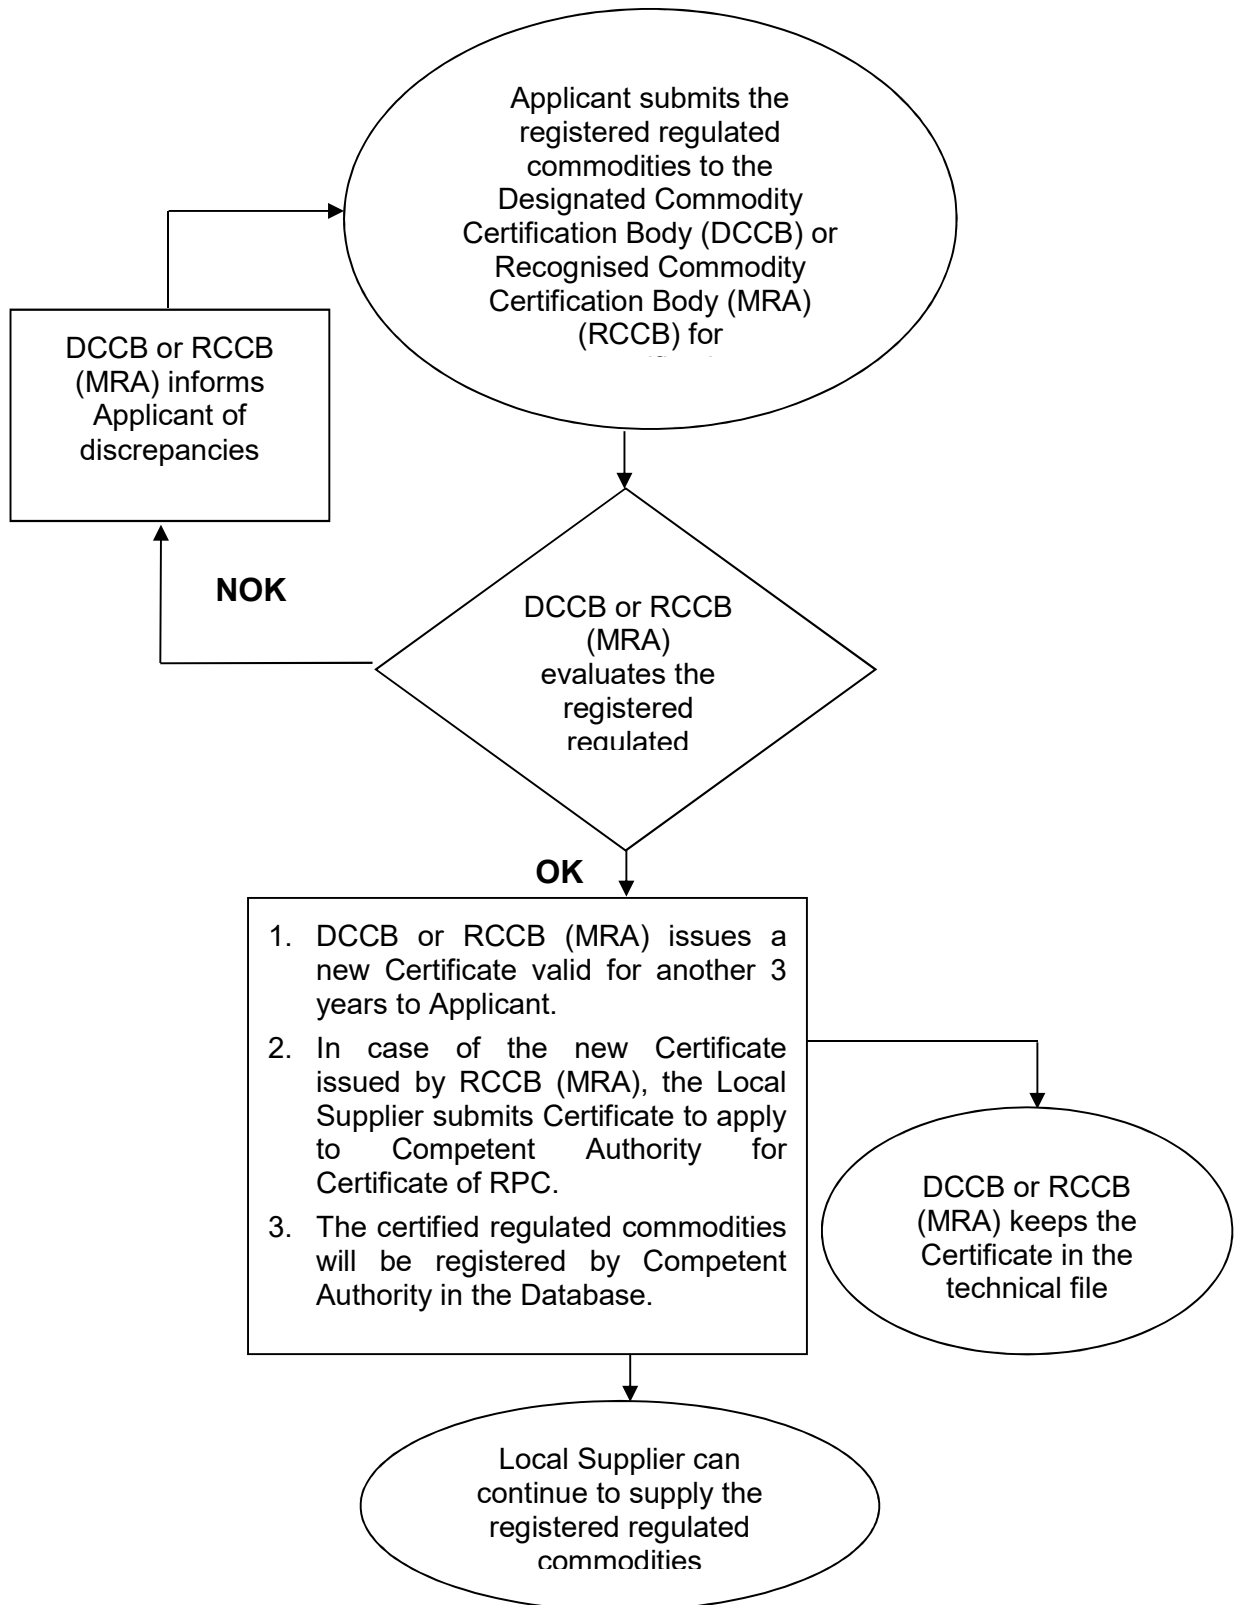 Applicant submits the
registered regulated
commodities to the
Designated Commodity
Certification Body (DCCB) or
Recognised Commodity
Certification Body (MRA)
(RCCB) for
DCCB or RCCB
(MRA) informs
Applicant of
discrepancies
NOK
DCCB or RCCB
(MRA)
evaluates the
registered
regulated
OK
1. DCCB or RCCB (MRA) issues a
new Certificate valid for another 3
years to Applicant.
2. In case of the new Certificate
issued by RCCB (MRA), the Local
Supplier submits Certificate to apply
to Competent Authority for
Certificate of RPC.
3. The certified regulated commodities
will be registered by Competent
Authority in the Database.
DCCB or RCCB
(MRA) keeps the
Certificate in the
technical file
Local Supplier can
continue to supply the
registered regulated
commodities